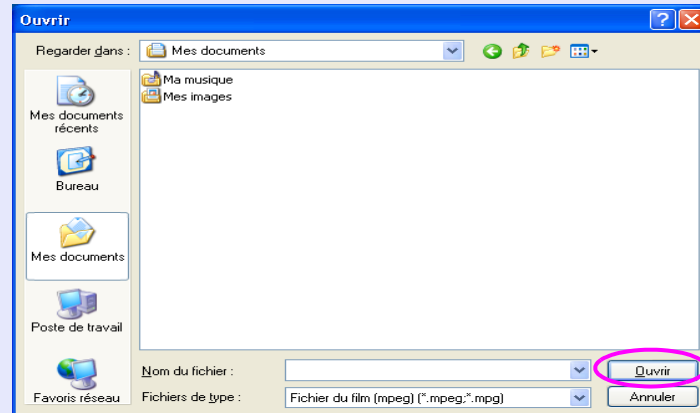 Ouvrir
Regarder dans : Mes documents
Ma musique
Mes images
Mes documents
récents
Bureau
Mes documents
Poste de travail
Favoris réseau
Nom du fichier : Ouvrir
Fichiers de type : Fichier du film (mpeg) (*.mpeg;*.mpg) Annuler